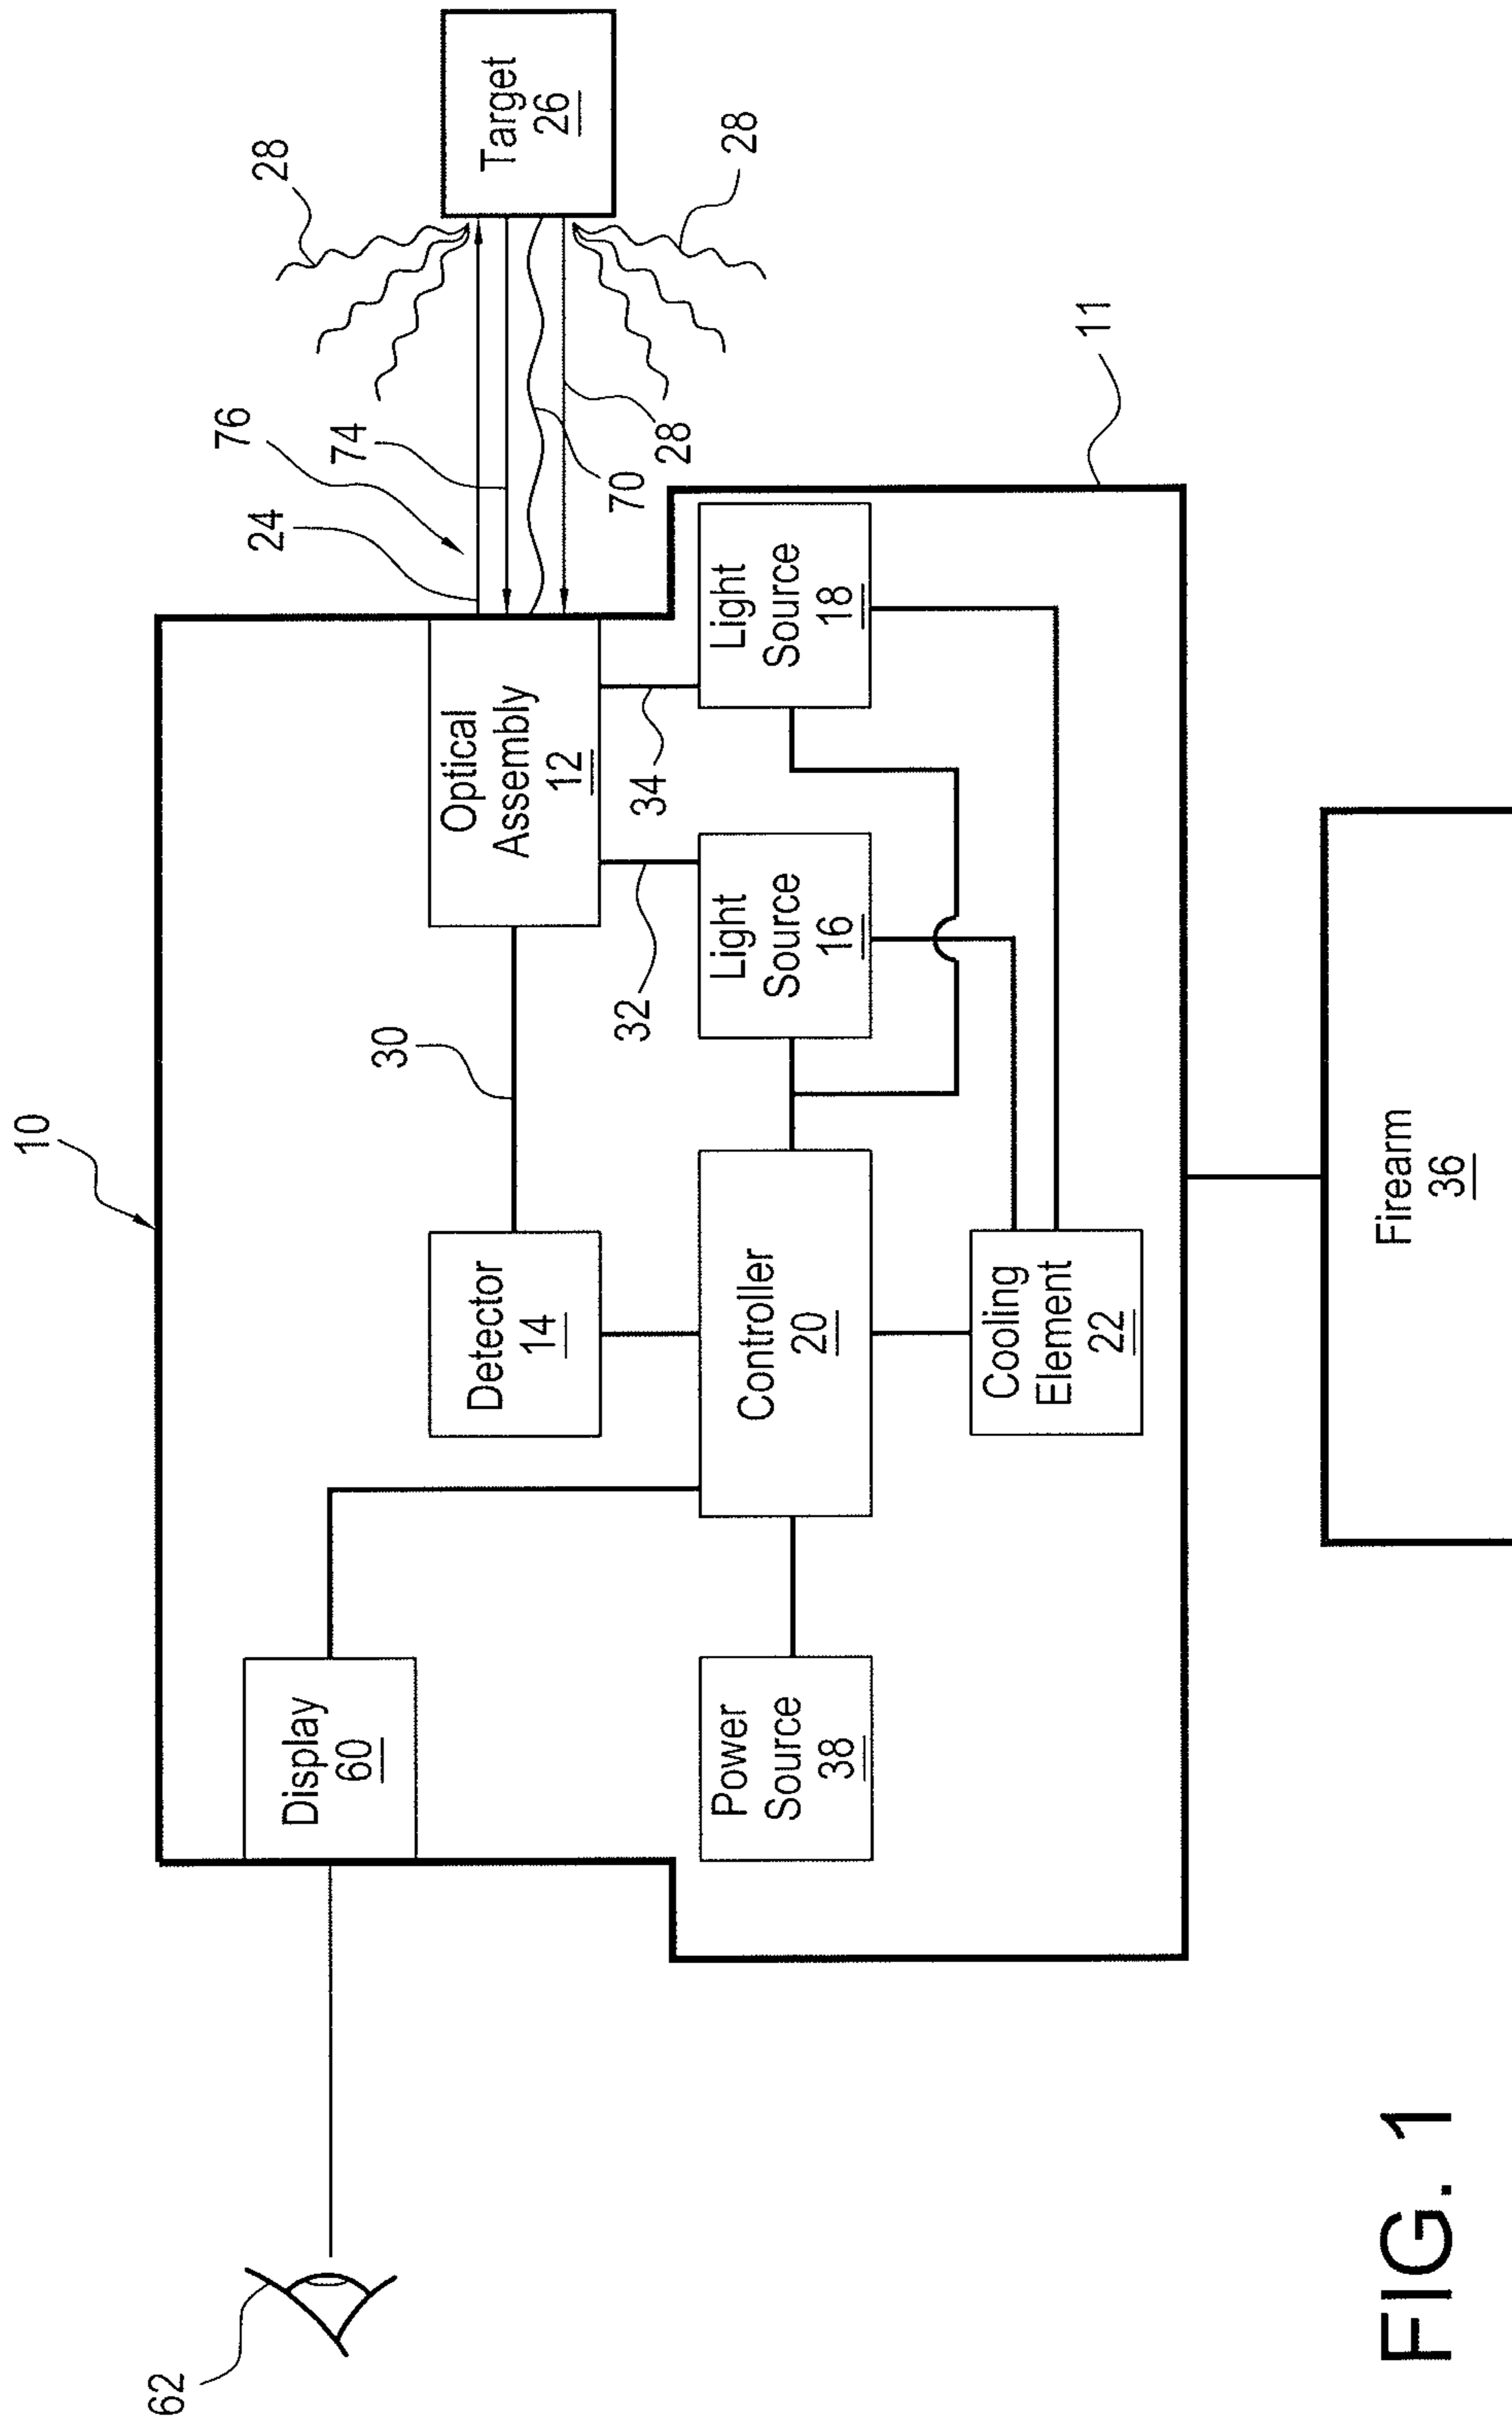 10
62
Display
60
Power
Source
38
Detector
14
Controller
20
Cooling
Element
22
30
32
34
Optical
Assembly
12
Light
Source
16
Light
Source
18
24
76
74
70
28
28
28
Target
26
11
Firearm
36
FIG. 1